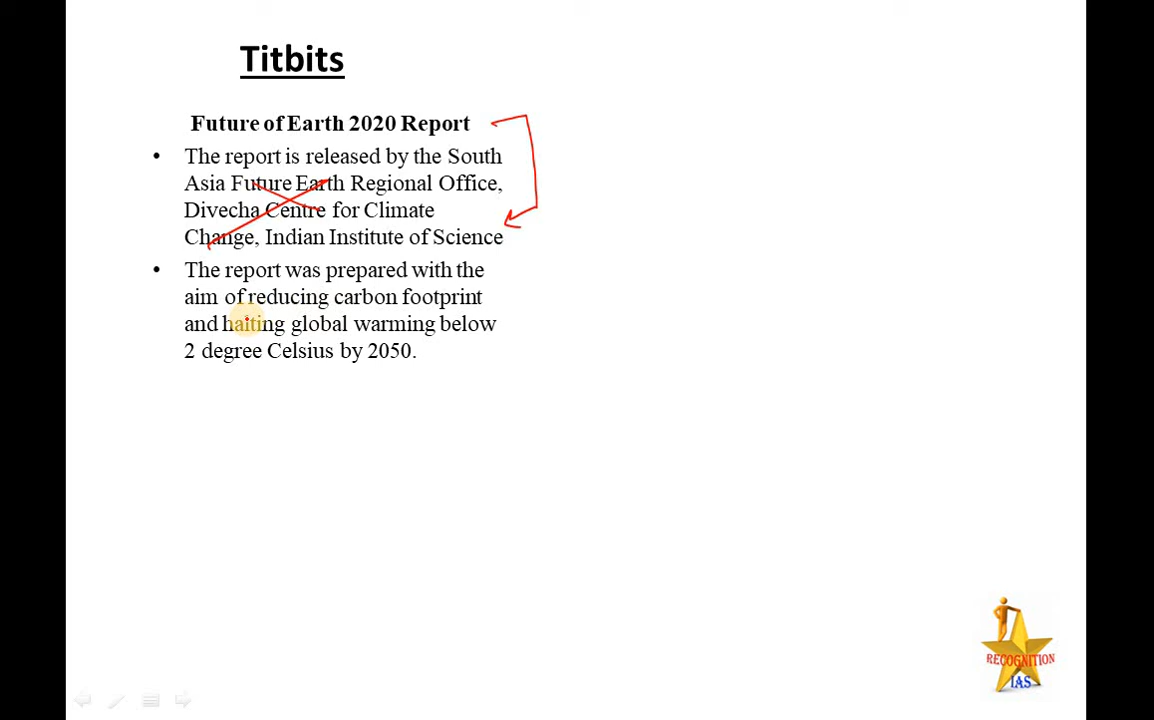 Titbits
Future of Earth 2020 Report
• The report is released by the South
Asia Future Earth Regional Office,
Divecha Centre for Climate
Change, Indian Institute of Science
• The report was prepared with the
aim of reducing carbon footprint
and halting global warming below
2 degree Celsius by 2050.
RECOGNITION
IAS